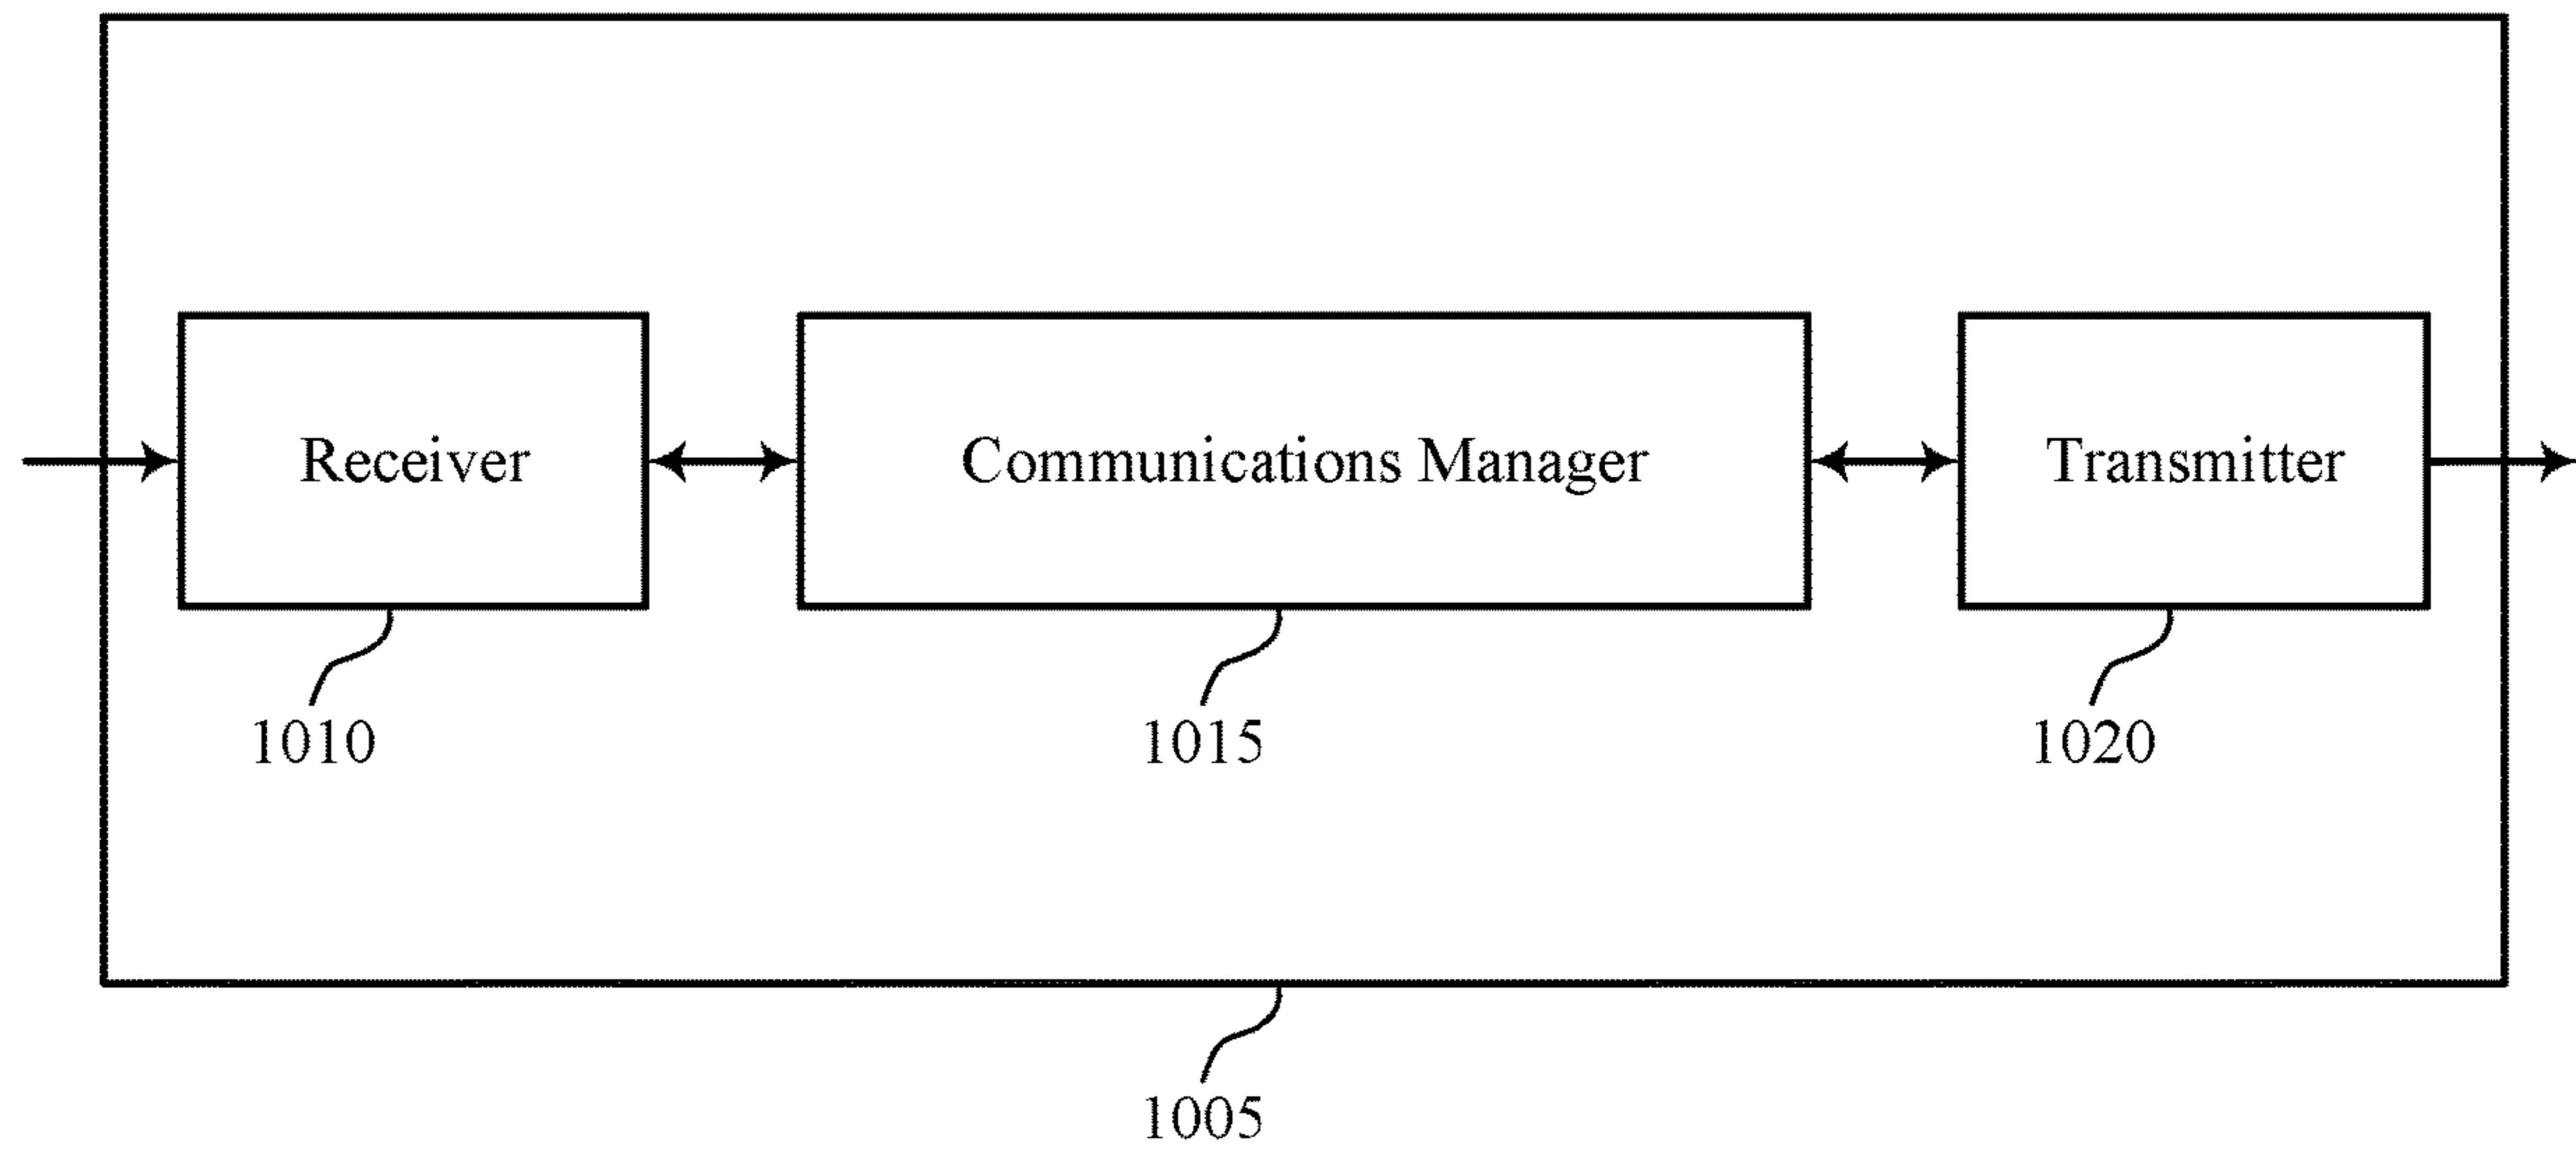 Receiver
Communications Manager
Transmitter
1010
1015
1020
1005